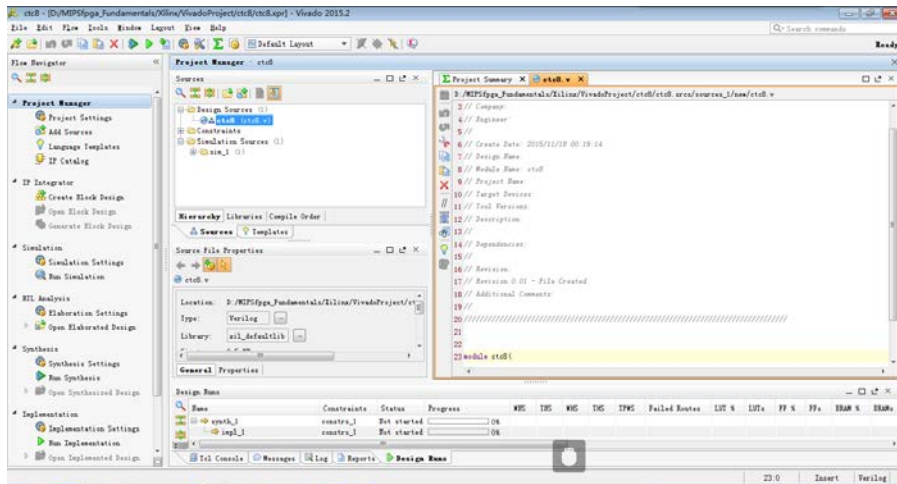 ctc8 - [D:/MIPSfpga_Fundamentals/Xilinx/VivadoProject/ctc8/ctc8.xpr] - Vivado 2015.2
File Edit Flow Tools Window Layout View Help
Search commands
Default Layout
Ready
Flow Navigator
Project Manager - ctc8
Project Manager
Project Settings
Add Sources
Language Templates
IP Catalog
IP Integrator
Create Block Design
Open Block Design
Generate Block Design
Simulation
Simulation Settings
Run Simulation
RTL Analysis
Elaboration Settings
Open Elaborated Design
Synthesis
Synthesis Settings
Run Synthesis
Open Synthesized Design
Implementation
Implementation Settings
Run Implementation
Open Implemented Design
Sources
Design Sources (1)
ctc8 (ctc8.v)
Constraints
Simulation Sources (1)
sim_1 (1)
Hierarchy Libraries Compile Order
Sources Templates
Source File Properties
ctc8.v
Location: D:/MIPSfpga_Fundamentals/Xilinx/VivadoProject/ct
Type: Verilog
Library: xil_defaultlib
General Properties
Project Summary ctc8.v
D:/MIPSfpga_Fundamentals/Xilinx/VivadoProject/ctc8/ctc8.srcs/sources_1/new/ctc8.v
3 // Company:
4 // Engineer:
5 //
6 // Create Date: 2015/11/18 00:19:14
7 // Design Name:
8 // Module Name: ctc8
9 // Project Name:
10 // Target Devices:
11 // Tool Versions:
12 // Description:
13 //
14 // Dependencies:
15 //
16 // Revision:
17 // Revision 0.01 - File Created
18 // Additional Comments:
19 //
20 //////////////////////////////////////////////////////////////////////////////////
21
22
23 module ctc8(
Design Runs
Name Constraints Status Progress WNS TNS WHS THS TPWS Failed Routes LUT % LUTs FF % FFs BRAM % BRAMs
synth_1 constrs_1 Not started 0%
impl_1 constrs_1 Not started 0%
Tcl Console Messages Log Reports Design Runs
23:0 Insert Verilog